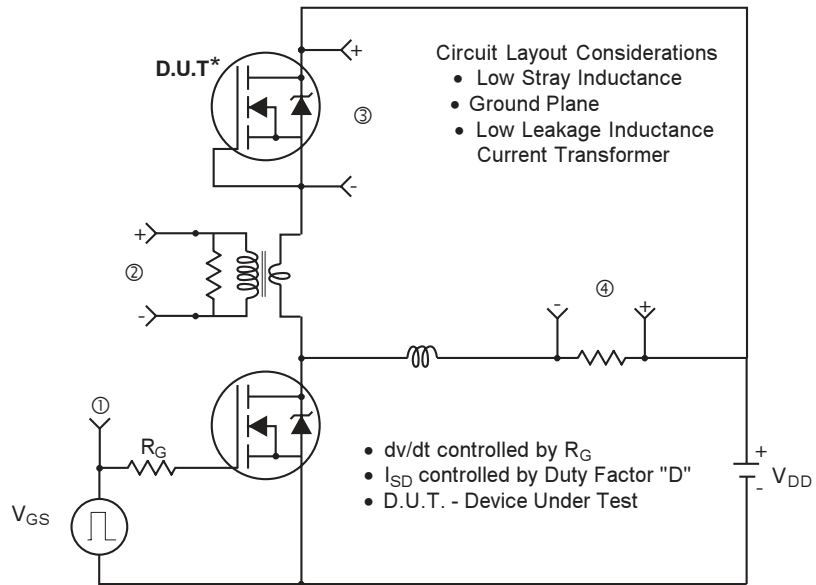 D.U.T*
+
Circuit Layout Considerations
• Low Stray Inductance
• Ground Plane
• Low Leakage Inductance
Current Transformer
③
-
+
②
-
④
-
+
①
RG
VGS
• dv/dt controlled by RG
• ISD controlled by Duty Factor "D"
• D.U.T. - Device Under Test
+
-
VDD